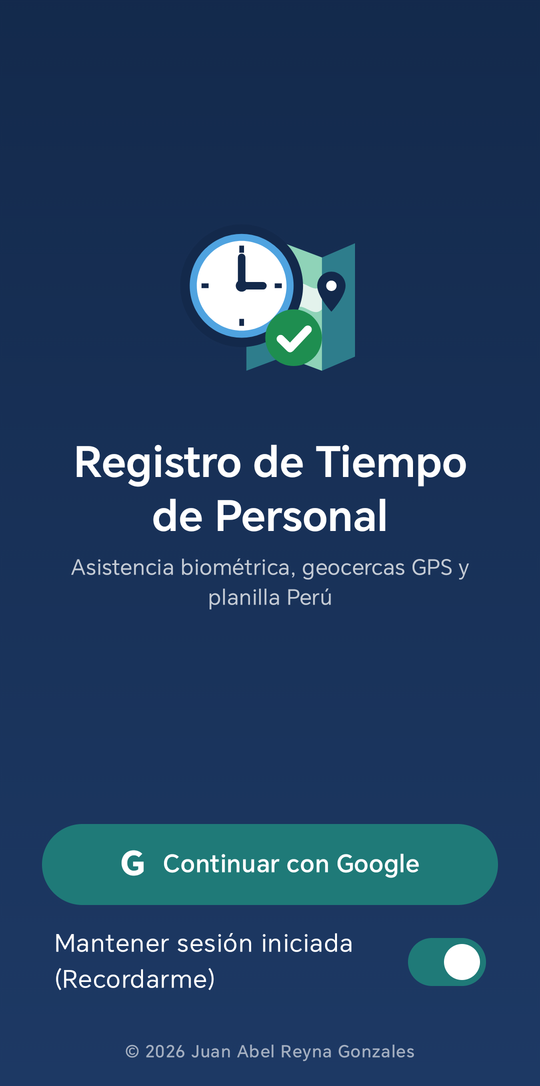 Registro de Tiempo
de Personal
Asistencia biométrica, geocercas GPS y
planilla Perú
G Continuar con Google
Mantener sesión iniciada
(Recordarme)
© 2026 Juan Abel Reyna Gonzales